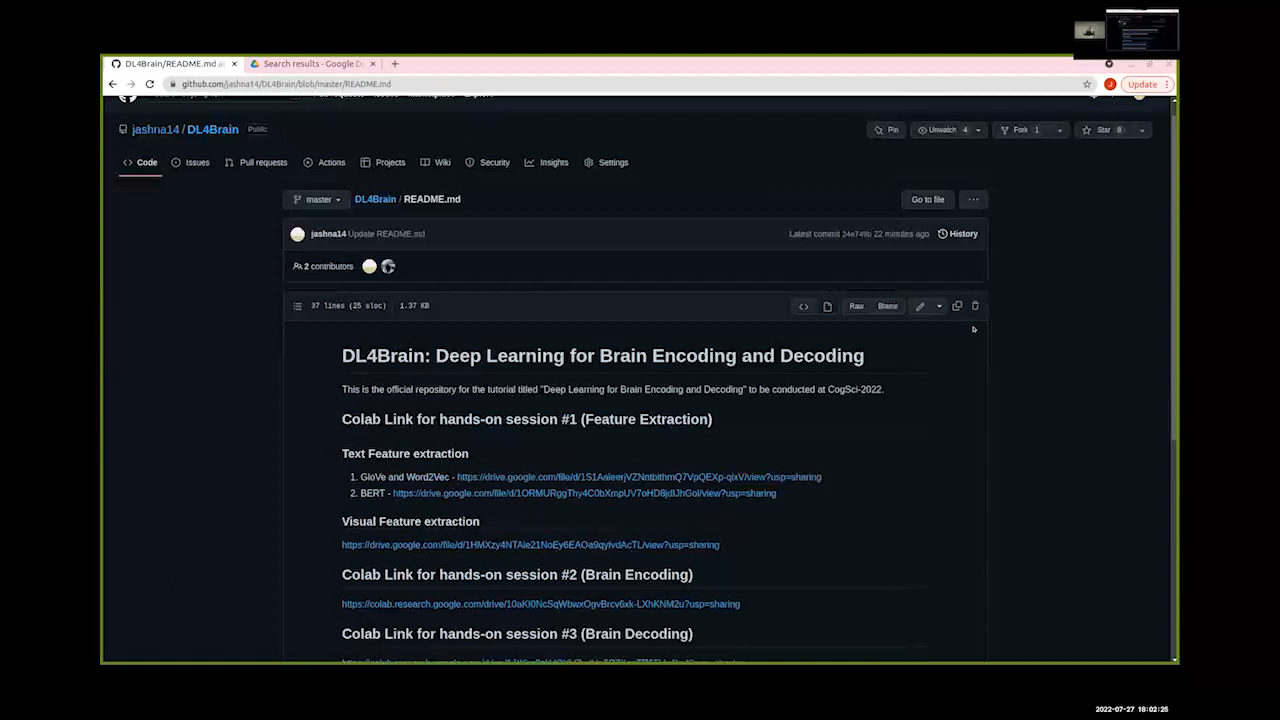 DL4Brain/README.md a
Search results - Google D
github.com/jashna14/DL4Brain/blob/master/README.md
Update
jashna14 / DL4Brain Public
Pin
Unwatch 4
Fork 1
Star 8
Code
Issues
Pull requests
Actions
Projects
Wiki
Security
Insights
Settings
master
DL4Brain / README.md
Go to file
jashna14 Update README.md
Latest commit 22 minutes ago
History
2 contributors
37 lines (25 sloc) 1.37 KB
Raw
Blame
DL4Brain: Deep Learning for Brain Encoding and Decoding
This is the official repository for the tutorial titled "Deep Learning for Brain Encoding and Decoding" to be conducted at CogSci-2022.
Colab Link for hands-on session #1 (Feature Extraction)
Text Feature extraction
1. GloVe and Word2Vec -
2. BERT -
Visual Feature extraction
Colab Link for hands-on session #2 (Brain Encoding)
Colab Link for hands-on session #3 (Brain Decoding)
2022-07-27 18:02:25